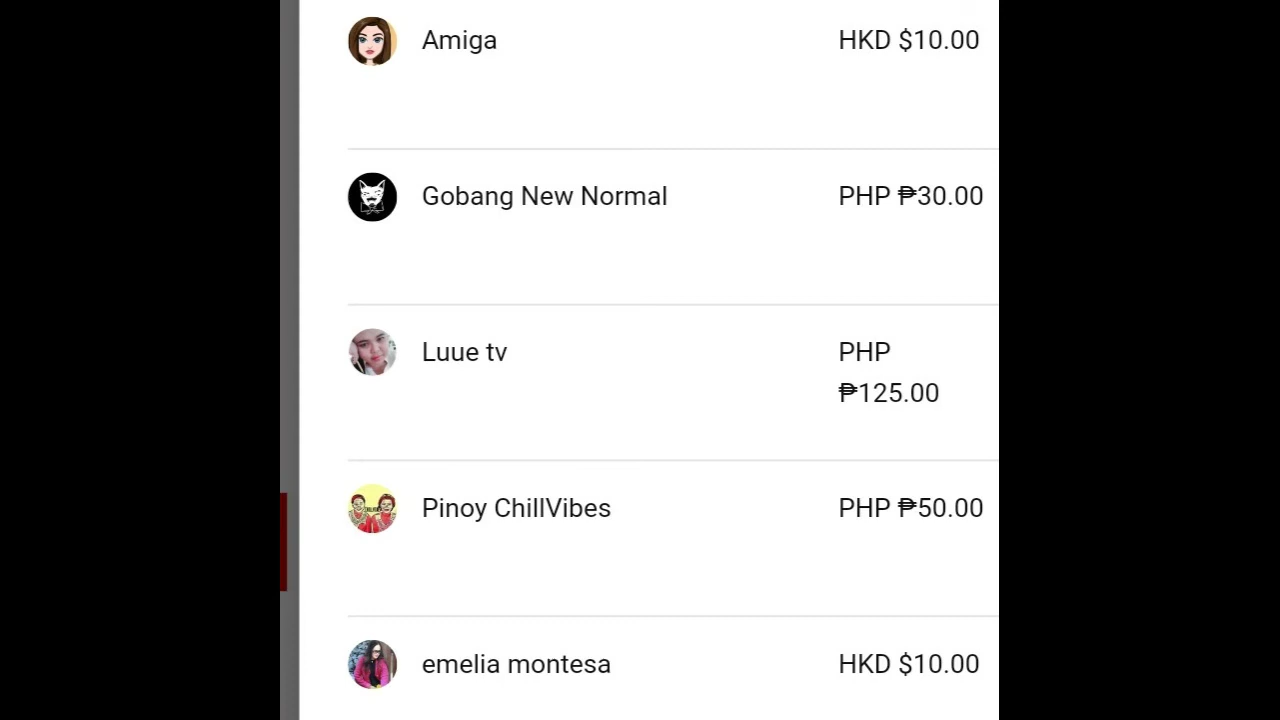 Amiga HKD $10.00
Gobang New Normal PHP ₱30.00
Luue tv PHP
₱125.00
Pinoy ChillVibes PHP ₱50.00
emelia montesa HKD $10.00